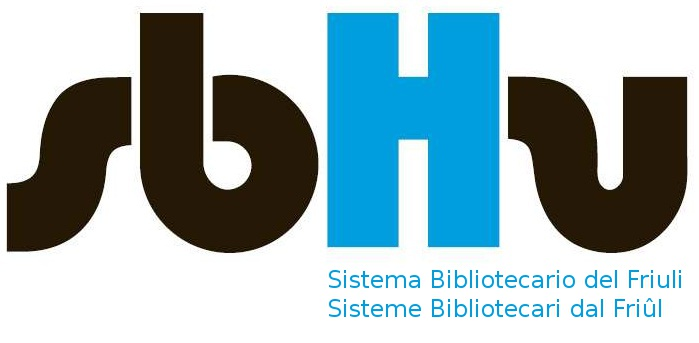 sbHu
Sistema Bibliotecario del Friuli
Sisteme Bibliotecari dal Friûl